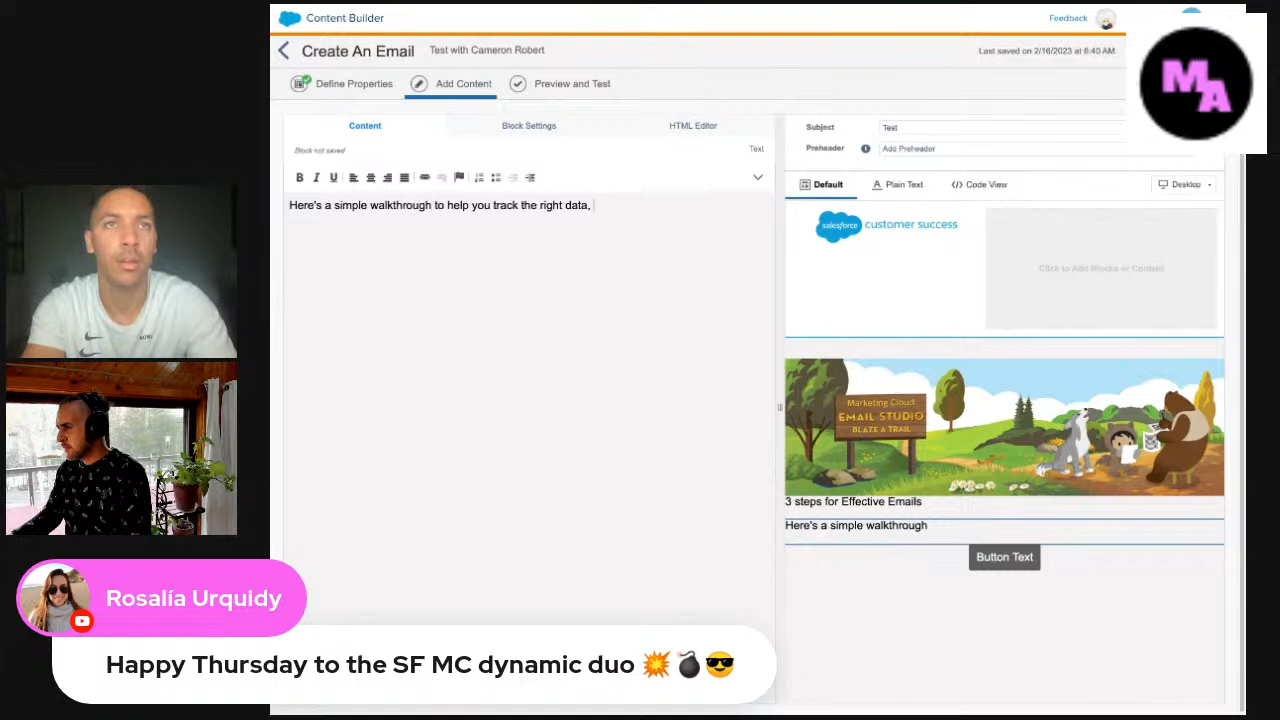 Content Builder
Feedback
Create An Email
Test with Cameron Robert
Last saved on 2/16/2023 at 6:40 AM
Define Properties
Add Content
Preview and Test
MA
Content
Block Settings
HTML Editor
Block not saved
Text
B I U
Here's a simple walkthrough to help you track the right data,
Subject
Test
Preheader
Add Preheader
Default
Plain Text
</> Code View
Desktop
salesforce customer success
Click to Add Blocks or Content
Marketing Cloud
EMAIL STUDIO
BLAZE A TRAIL
3 steps for Effective Emails
Here's a simple walkthrough
Button Text
Rosalía Urquidy
Happy Thursday to the SF MC dynamic duo 💥💣😎